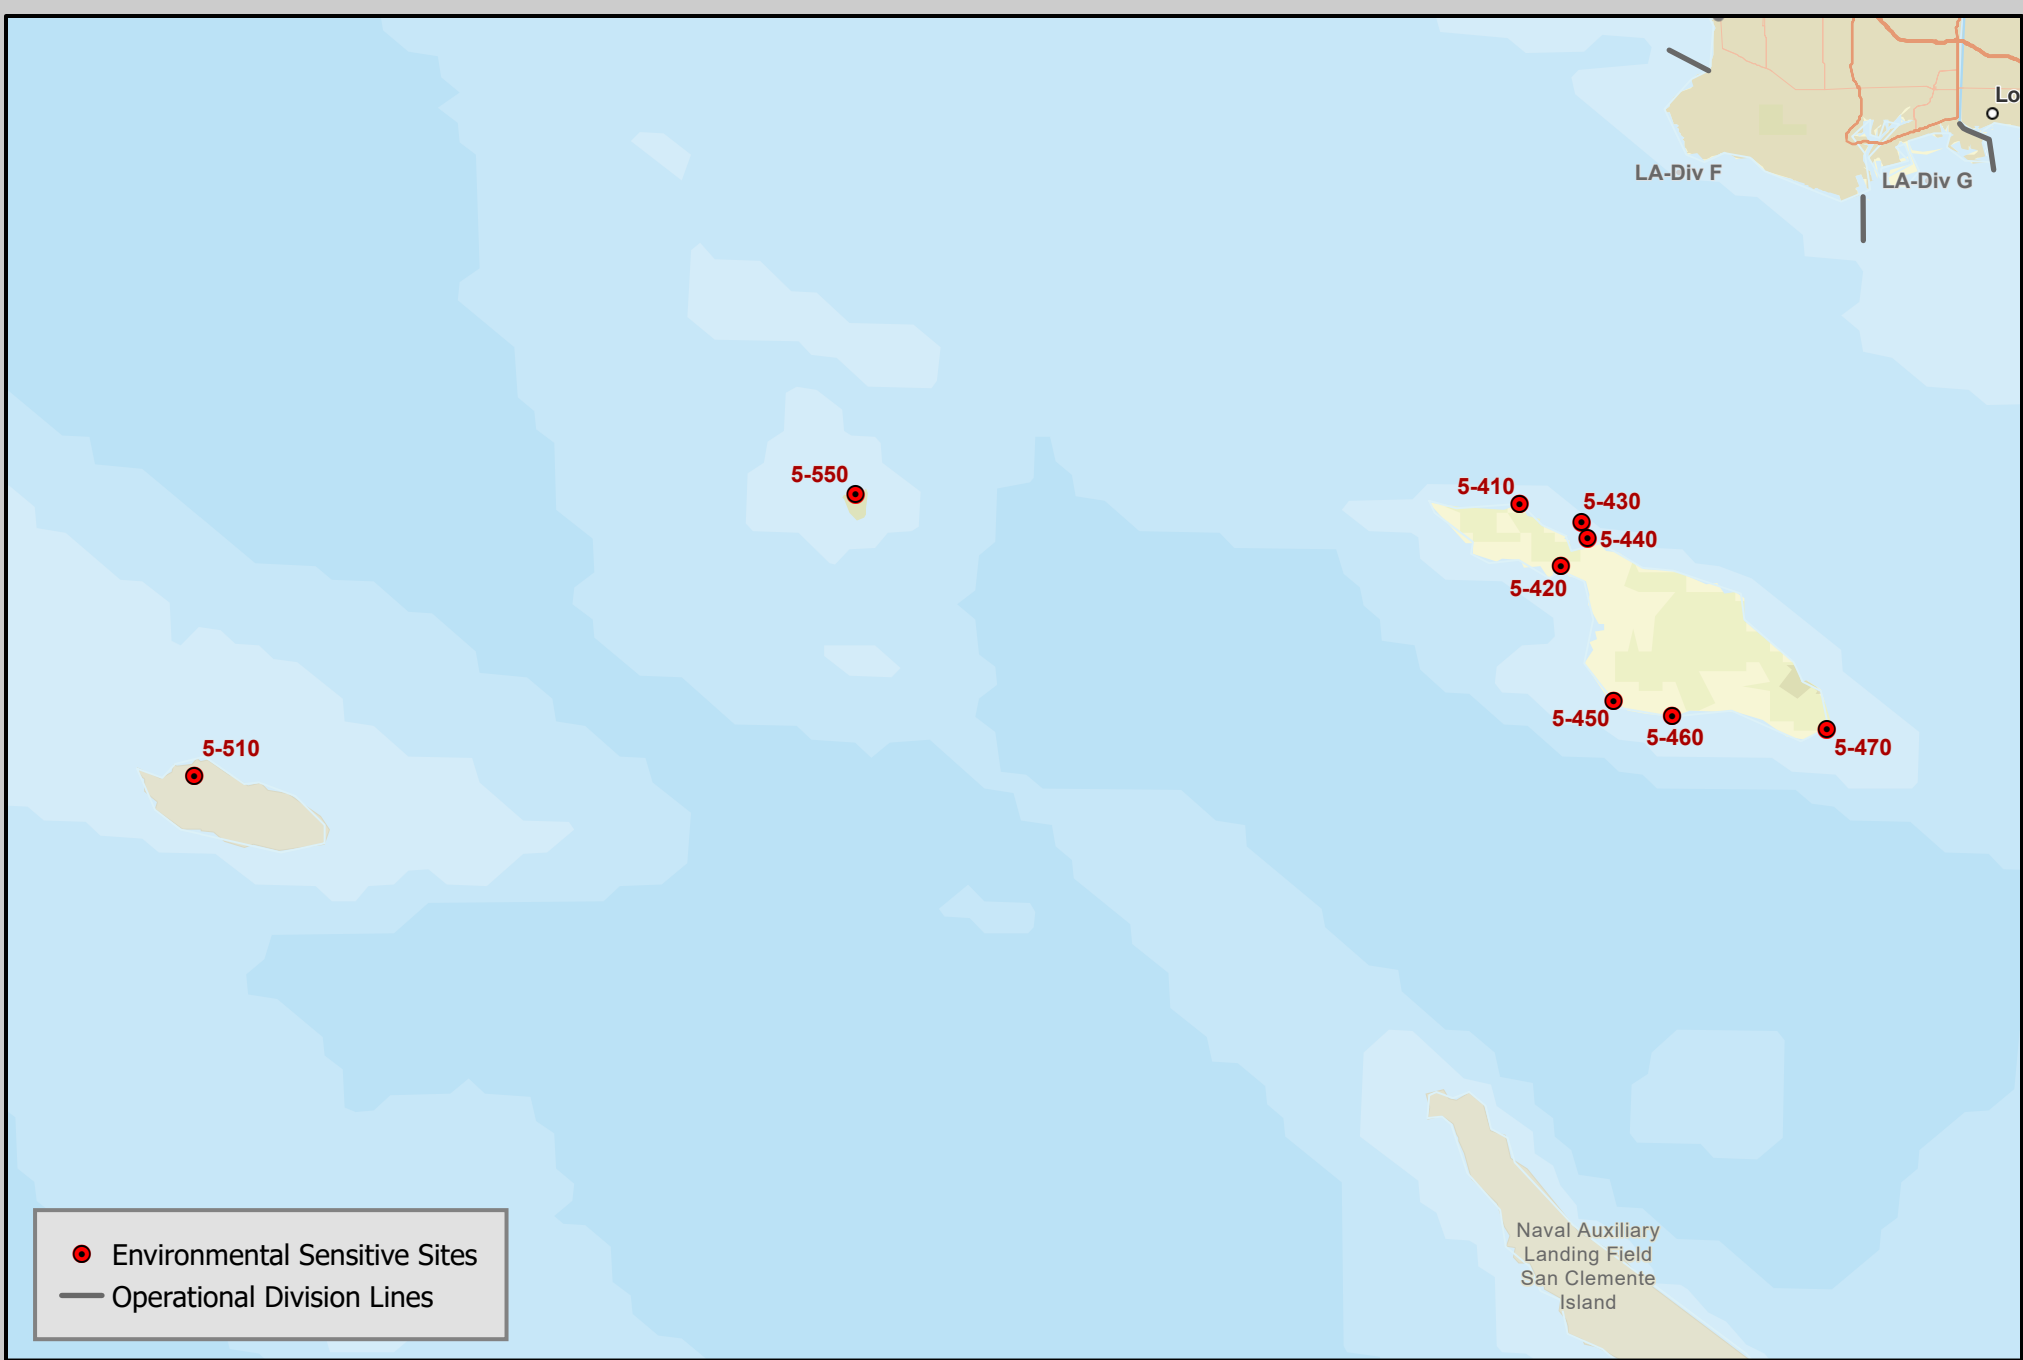 Lo
LA-Div F
LA-Div G
5-550
5-410
5-430
5-440
5-420
5-450
5-460
5-470
5-510
Naval Auxiliary
Landing Field
San Clemente
Island
Environmental Sensitive Sites
Operational Division Lines